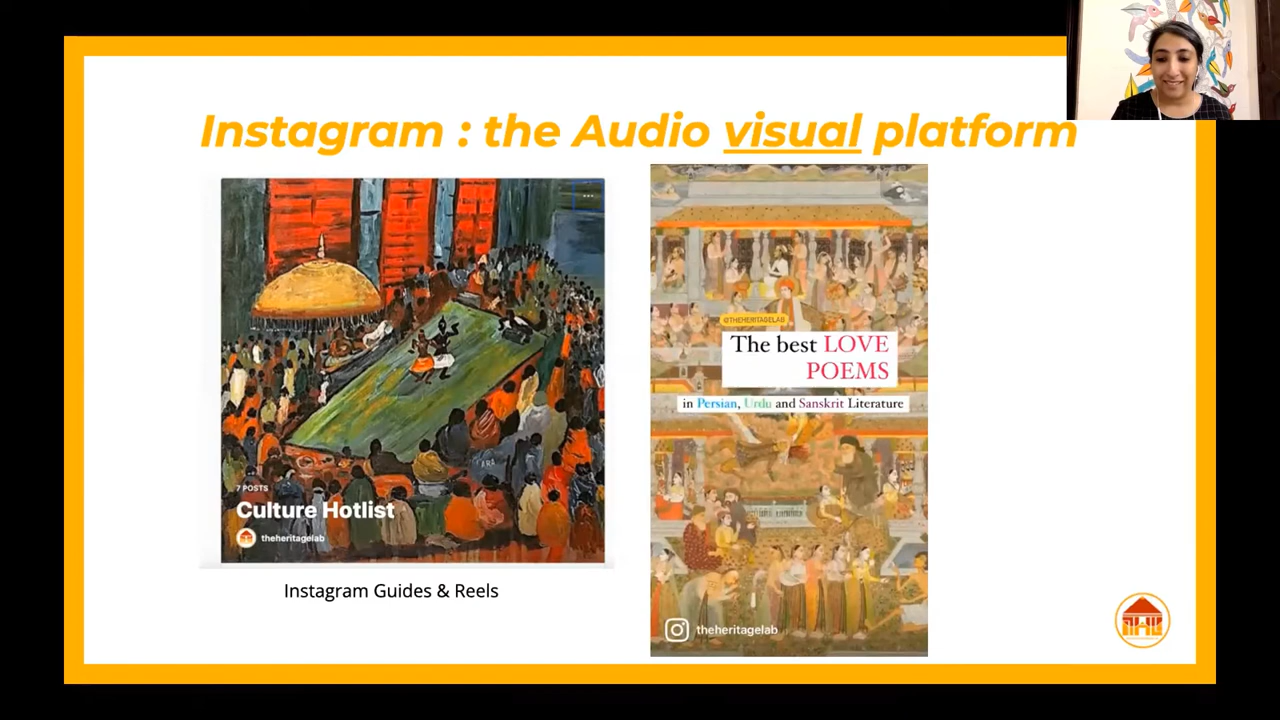 Instagram : the Audio visual platform
7 POSTS
Culture Hotlist
theheritagelab
Instagram Guides & Reels
@THEHERITAGELAB
The best LOVE
POEMS
in Persian, Urdu and Sanskrit Literature
theheritagelab